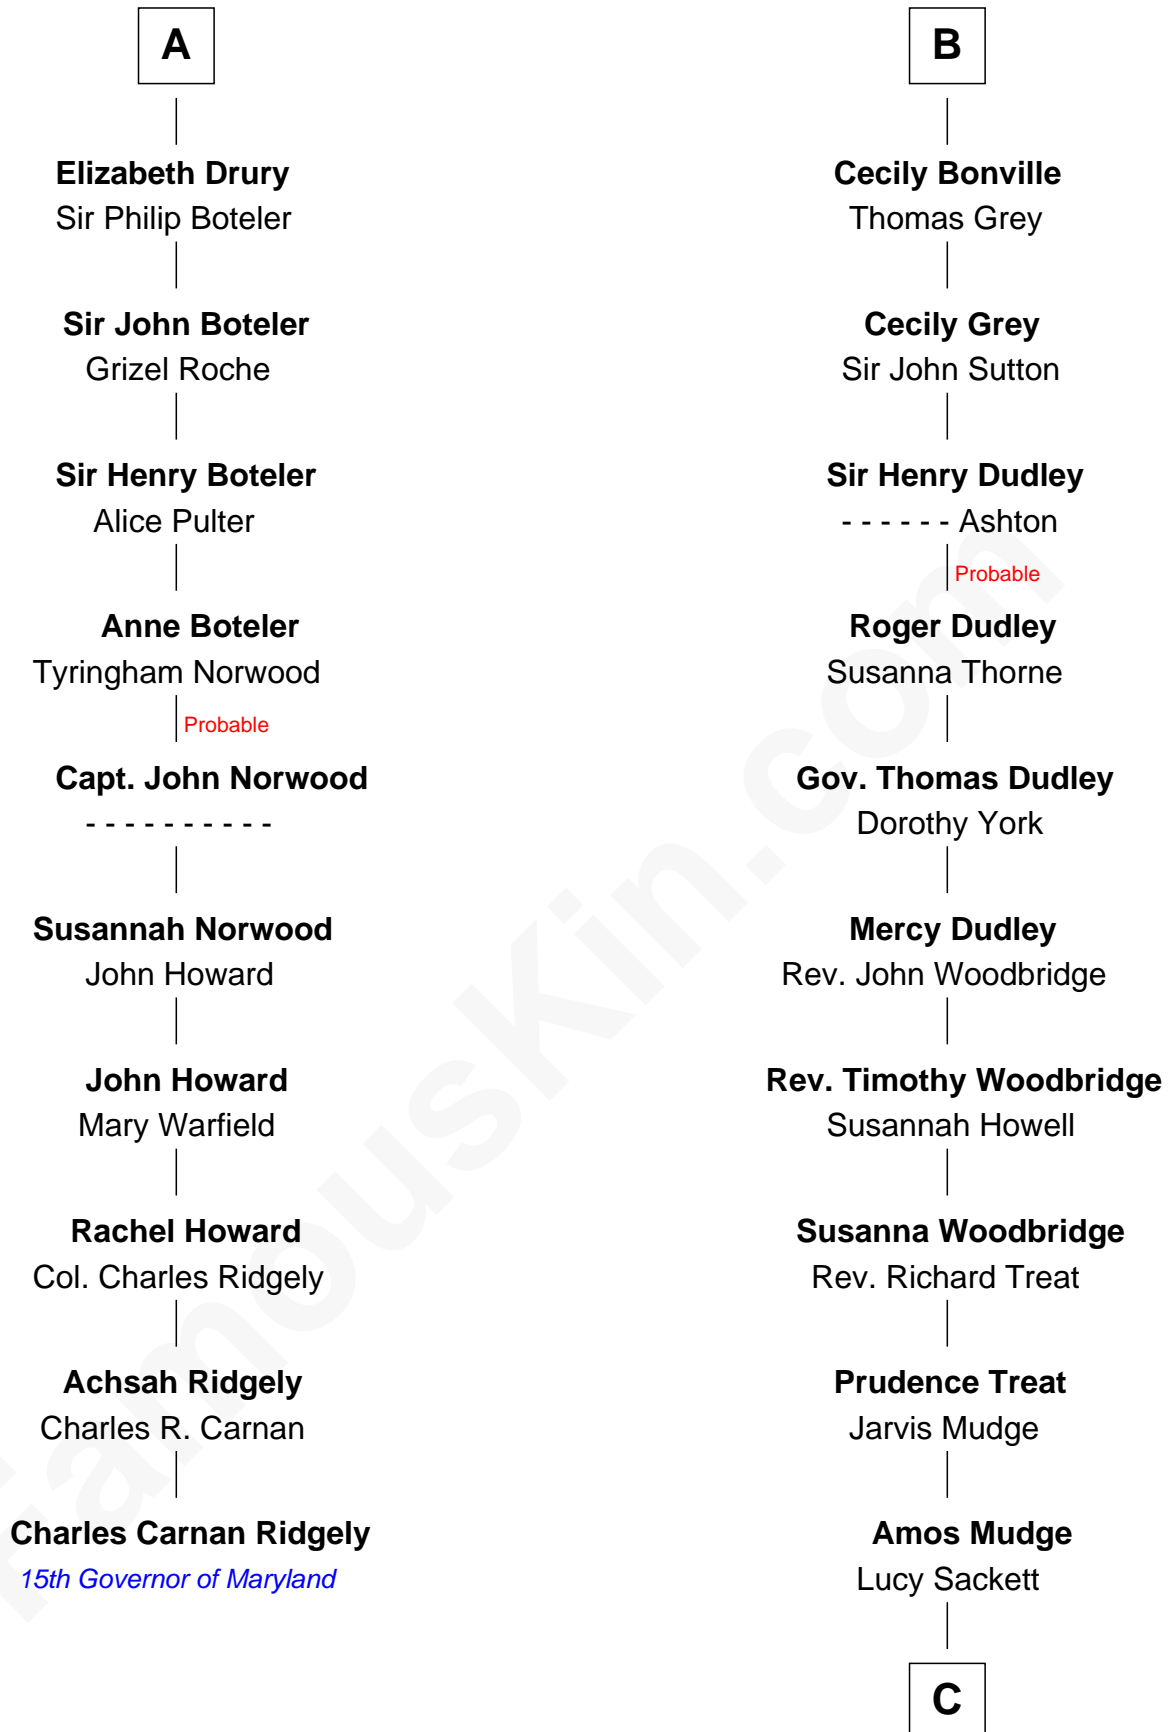 A
Elizabeth Drury
Sir Philip Boteler
Sir John Boteler
Grizel Roche
Sir Henry Boteler
Alice Pulter
Anne Boteler
Tyringham Norwood
Probable
Capt. John Norwood
- - - - - - - - - -
Susannah Norwood
John Howard
John Howard
Mary Warfield
Rachel Howard
Col. Charles Ridgely
Achsah Ridgely
Charles R. Carnan
Charles Carnan Ridgely
15th Governor of Maryland
B
Cecily Bonville
Thomas Grey
Cecily Grey
Sir John Sutton
Sir Henry Dudley
- - - - - - Ashton
Probable
Roger Dudley
Susanna Thorne
Gov. Thomas Dudley
Dorothy York
Mercy Dudley
Rev. John Woodbridge
Rev. Timothy Woodbridge
Susannah Howell
Susanna Woodbridge
Rev. Richard Treat
Prudence Treat
Jarvis Mudge
Amos Mudge
Lucy Sackett
C
FamousKin.com